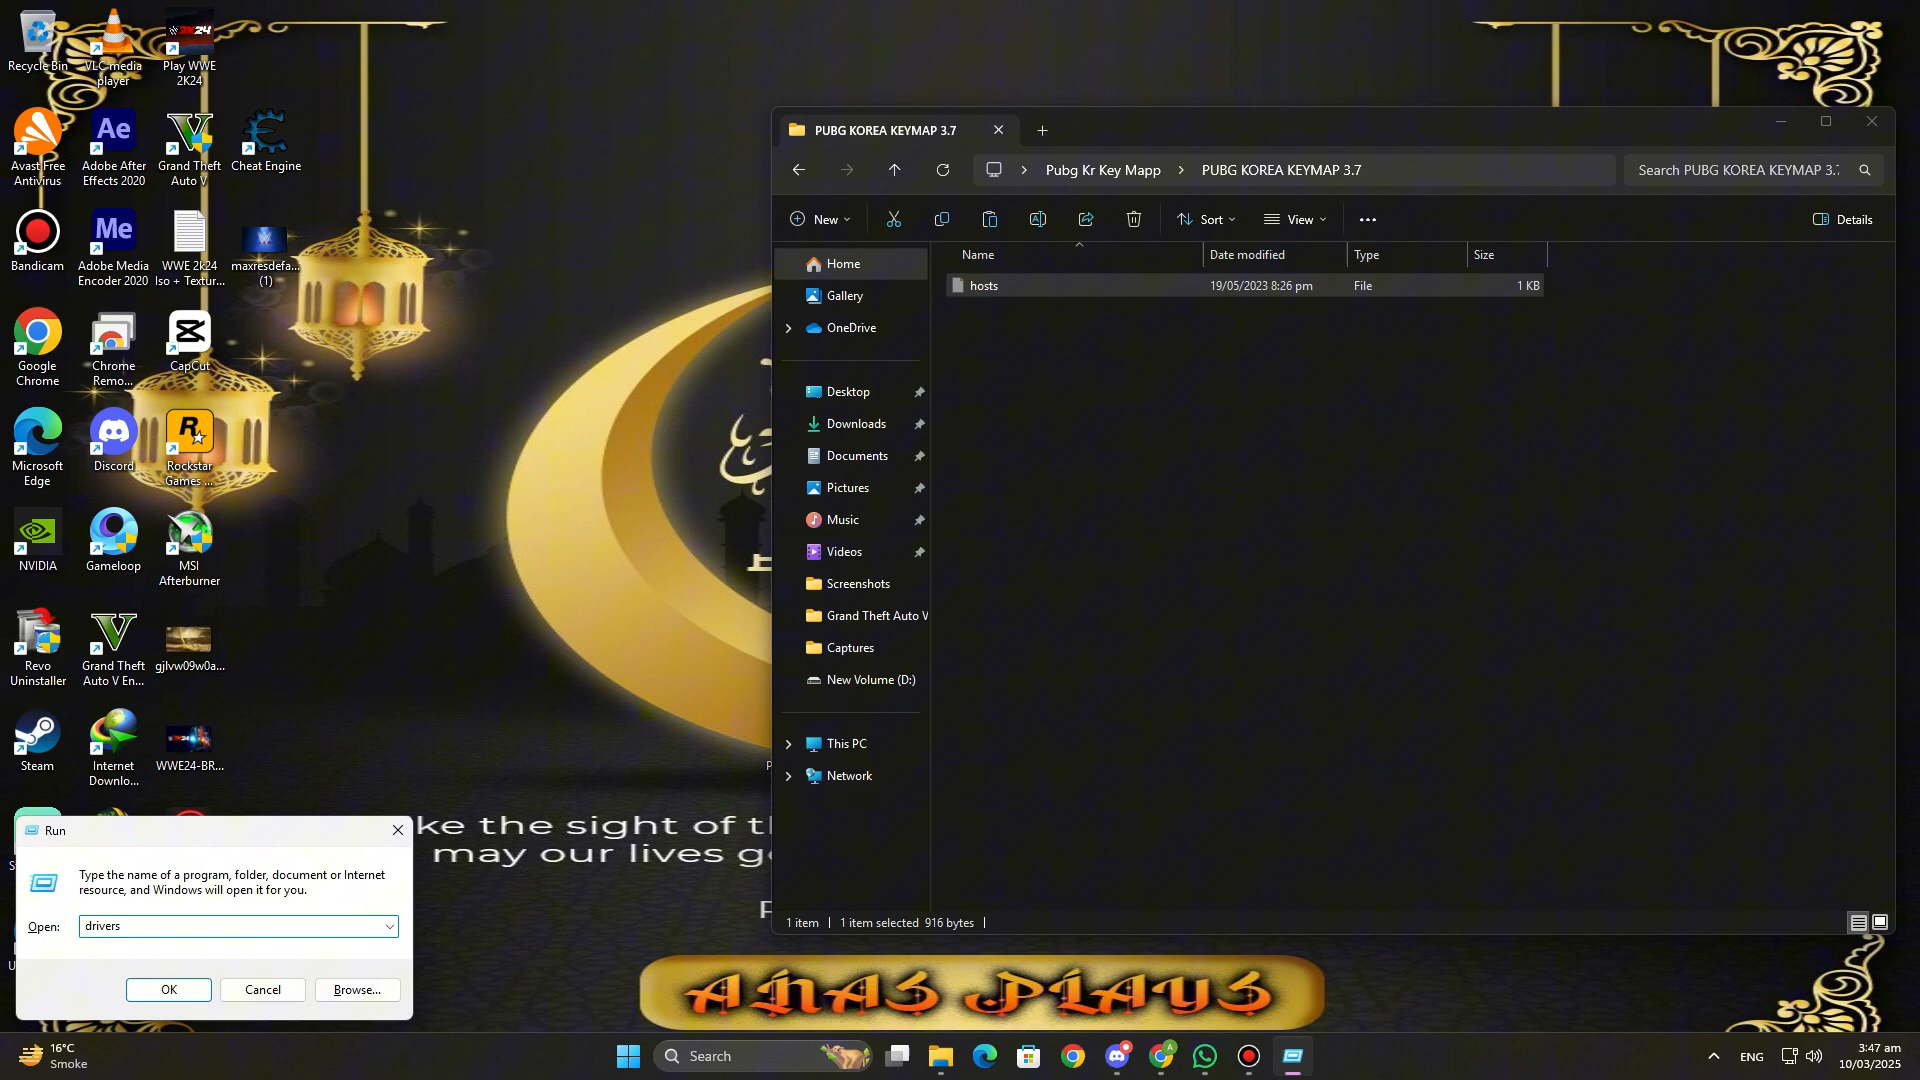 Recycle Bin
VLC media player
Play WWE 2K24
Avast Free Antivirus
Adobe After Effects 2020
Grand Theft Auto V
Cheat Engine
Bandicam
Adobe Media Encoder 2020
WWE 2k24 Iso + Textur...
maxresdefa... (1)
Google Chrome
Chrome Remo...
CapCut
Microsoft Edge
Discord
Rockstar Games ...
NVIDIA
Gameloop
MSI Afterburner
Revo Uninstaller
Grand Theft Auto V En...
gjlvw09w0a...
Steam
Internet Downlo...
WWE24-BR...
PUBG KOREA KEYMAP 3.7
Pubg Kr Key Mapp
PUBG KOREA KEYMAP 3.7
Search PUBG KOREA KEYMAP 3.7
New
Sort
View
Details
Name
Date modified
Type
Size
hosts
19/05/2023 8:26 pm
File
1 KB
Home
Gallery
OneDrive
Desktop
Downloads
Documents
Pictures
Music
Videos
Screenshots
Grand Theft Auto V
Captures
New Volume (D:)
This PC
Network
1 item
1 item selected 916 bytes
ke the sight of th
may our lives g
Run
Type the name of a program, folder, document or Internet
resource, and Windows will open it for you.
Open:
drivers
OK
Cancel
Browse...
ANAS PLAYS
16°C
Smoke
Search
ENG
3:47 am
10/03/2025